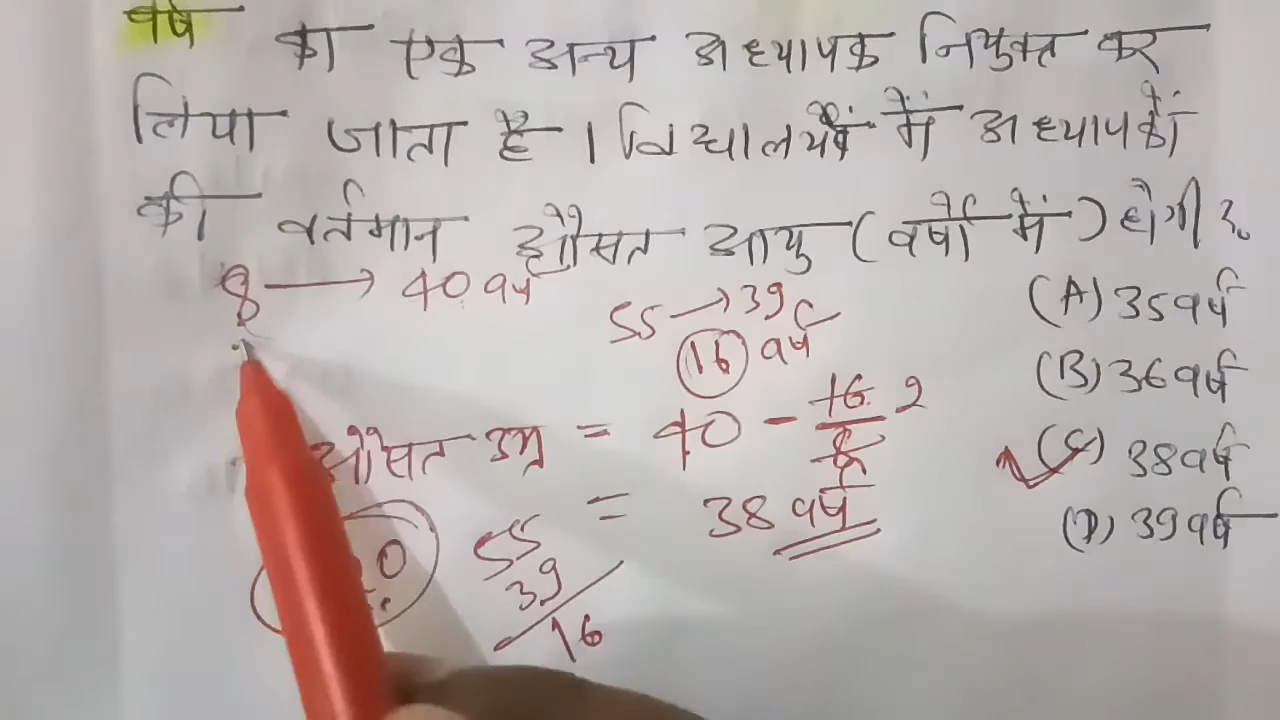 वर्ष का एक अन्य अध्यापक नियुक्त कर
लिया जाता है । विद्यालय में अध्यापकों
की वर्तमान औसत आयु (वर्षों में) होगी ?
8 → 40 वर्ष
55 → 39
16 वर्ष
(A) 35 वर्ष
(B) 36 वर्ष
(C) 38 वर्ष
(D) 39 वर्ष
औसत उम्र = 40 - 16/8 2
= 38 वर्ष
55
39
16